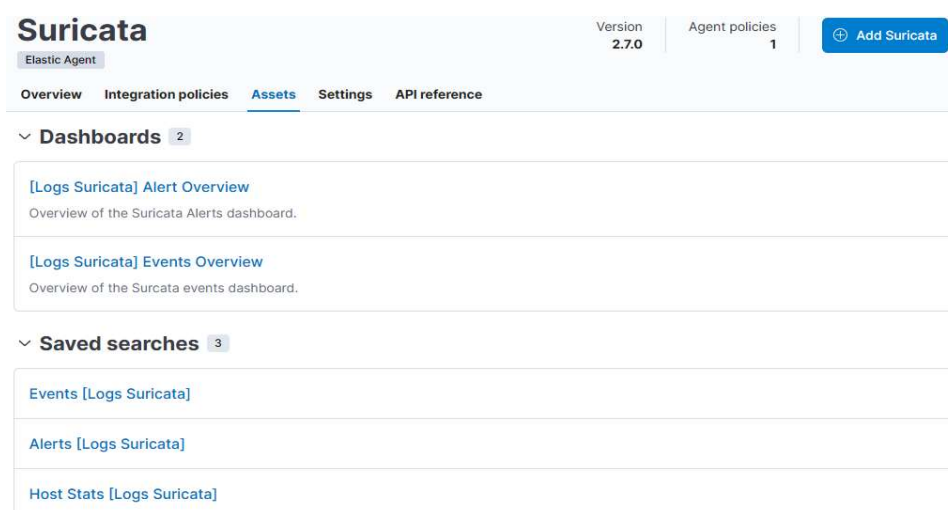 Suricata
Version
2.7.0
Agent policies
1
Add Suricata
Elastic Agent
Overview Integration policies Assets Settings API reference
Dashboards 2
[Logs Suricata] Alert Overview
Overview of the Suricata Alerts dashboard.
[Logs Suricata] Events Overview
Overview of the Surcata events dashboard.
Saved searches 3
Events [Logs Suricata]
Alerts [Logs Suricata]
Host Stats [Logs Suricata]